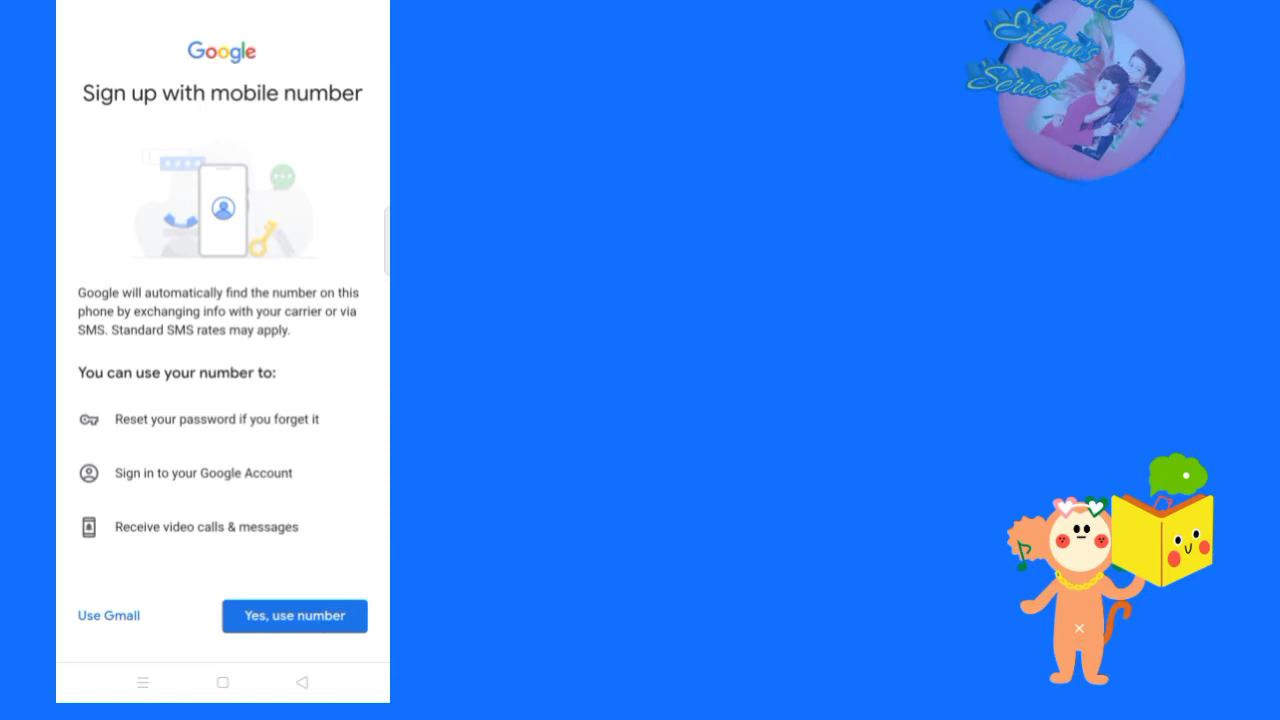 Google
Sign up with mobile number
Google will automatically find the number on this
phone by exchanging info with your carrier or via
SMS. Standard SMS rates may apply.
You can use your number to:
Reset your password if you forget it
Sign in to your Google Account
Receive video calls & messages
Use Gmail
Yes, use number
&
Ethan's
Series